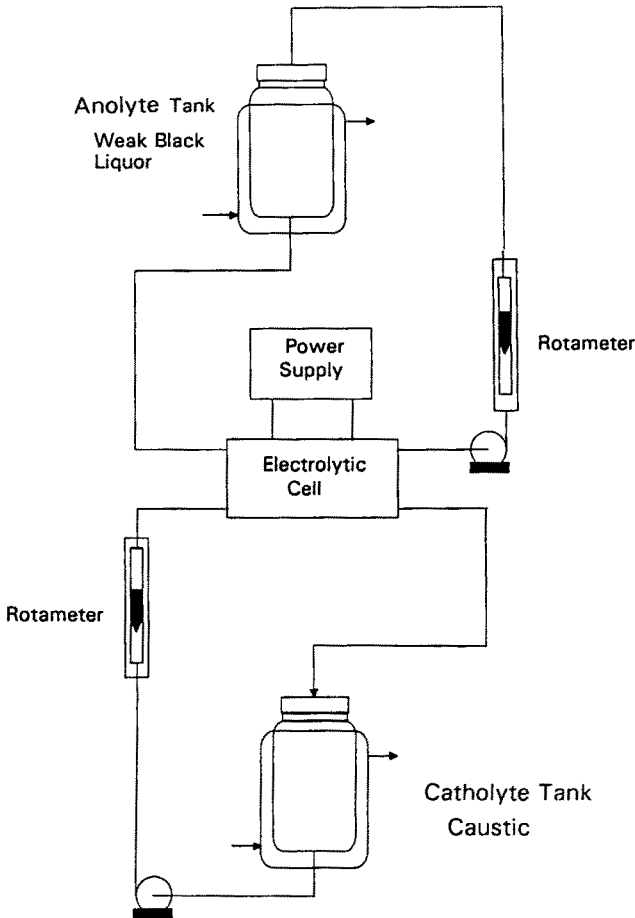 Anolyte Tank
Weak Black
Liquor
Power
Supply
Rotameter
Electrolytic
Cell
Rotameter
Catholyte Tank
Caustic